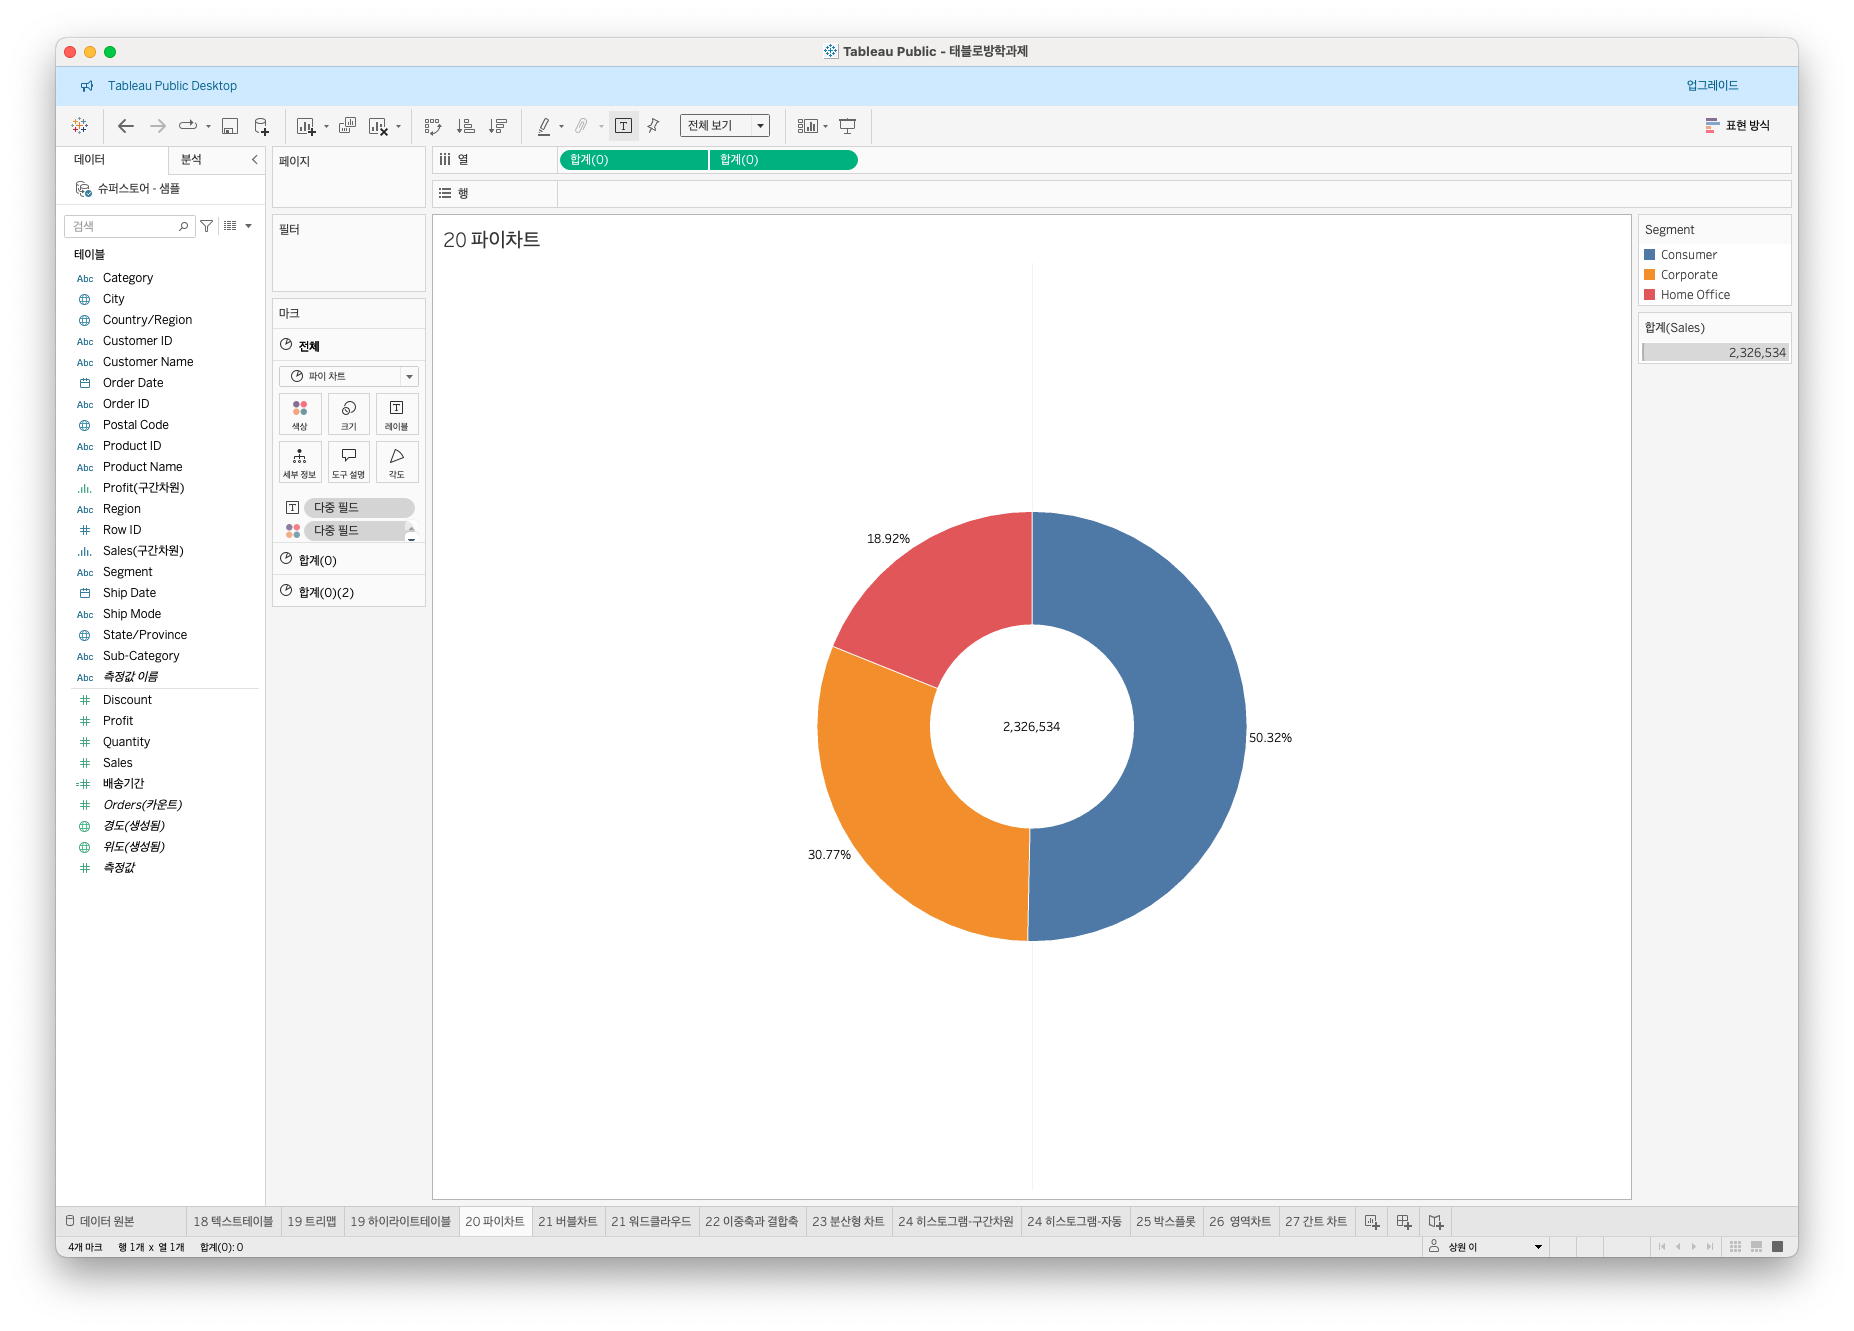 Tableau Public - 태블로방학과제
Tableau Public Desktop
업그레이드
전체 보기
표현 방식
데이터
분석
슈퍼스토어 - 샘플
검색
테이블
Abc Category
City
Country/Region
Abc Customer ID
Abc Customer Name
Order Date
Abc Order ID
Postal Code
Abc Product ID
Abc Product Name
Profit(구간차원)
Abc Region
Row ID
Sales(구간차원)
Abc Segment
Ship Date
Abc Ship Mode
State/Province
Abc Sub-Category
Abc 측정값 이름
Discount
Profit
Quantity
Sales
배송기간
Orders(카운트)
경도(생성됨)
위도(생성됨)
측정값
페이지
필터
마크
전체
파이 차트
색상
크기
레이블
세부 정보
도구 설명
각도
다중 필드
다중 필드
합계(0)
합계(0)(2)
열
합계(0)
합계(0)
행
20 파이차트
18.92%
2,326,534
50.32%
30.77%
Segment
Consumer
Corporate
Home Office
합계(Sales)
2,326,534
데이터 원본
18 텍스트테이블
19 트리맵
19 하이라이트테이블
20 파이차트
21 버블차트
21 워드클라우드
22 이중축과 결합축
23 분산형 차트
24 히스토그램-구간차원
24 히스토그램-자동
25 박스플롯
26 영역차트
27 간트 차트
4개 마크
행 1개 x 열 1개
합계(0): 0
상원 이